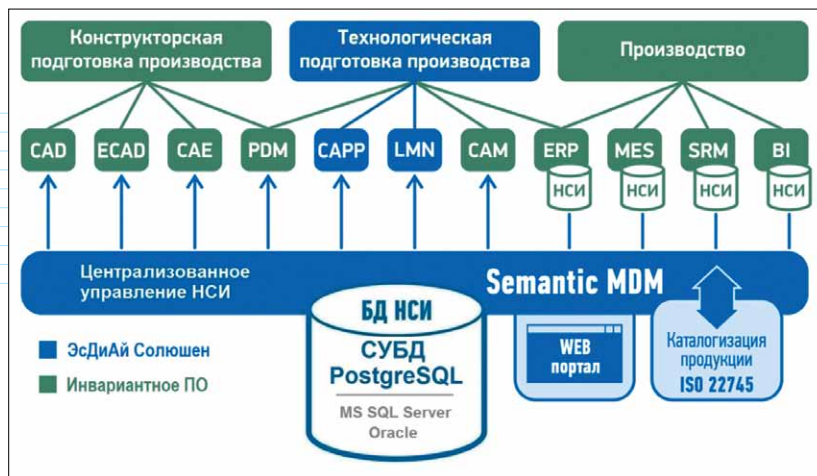 Конструкторская
подготовка производства
Технологическая
подготовка производства
Производство
CAD
ECAD
CAE
PDM
CAPP
LMN
CAM
ERP
MES
SRM
BI
НСИ
НСИ
НСИ
НСИ
Централизованное
управление НСИ
Semantic MDM
БД НСИ
СУБД
PostgreSQL
MS SQL Server
Oracle
WEB
портал
Каталогизация
продукции
ISO 22745
ЭсДиАй Солюшен
Инвариантное ПО